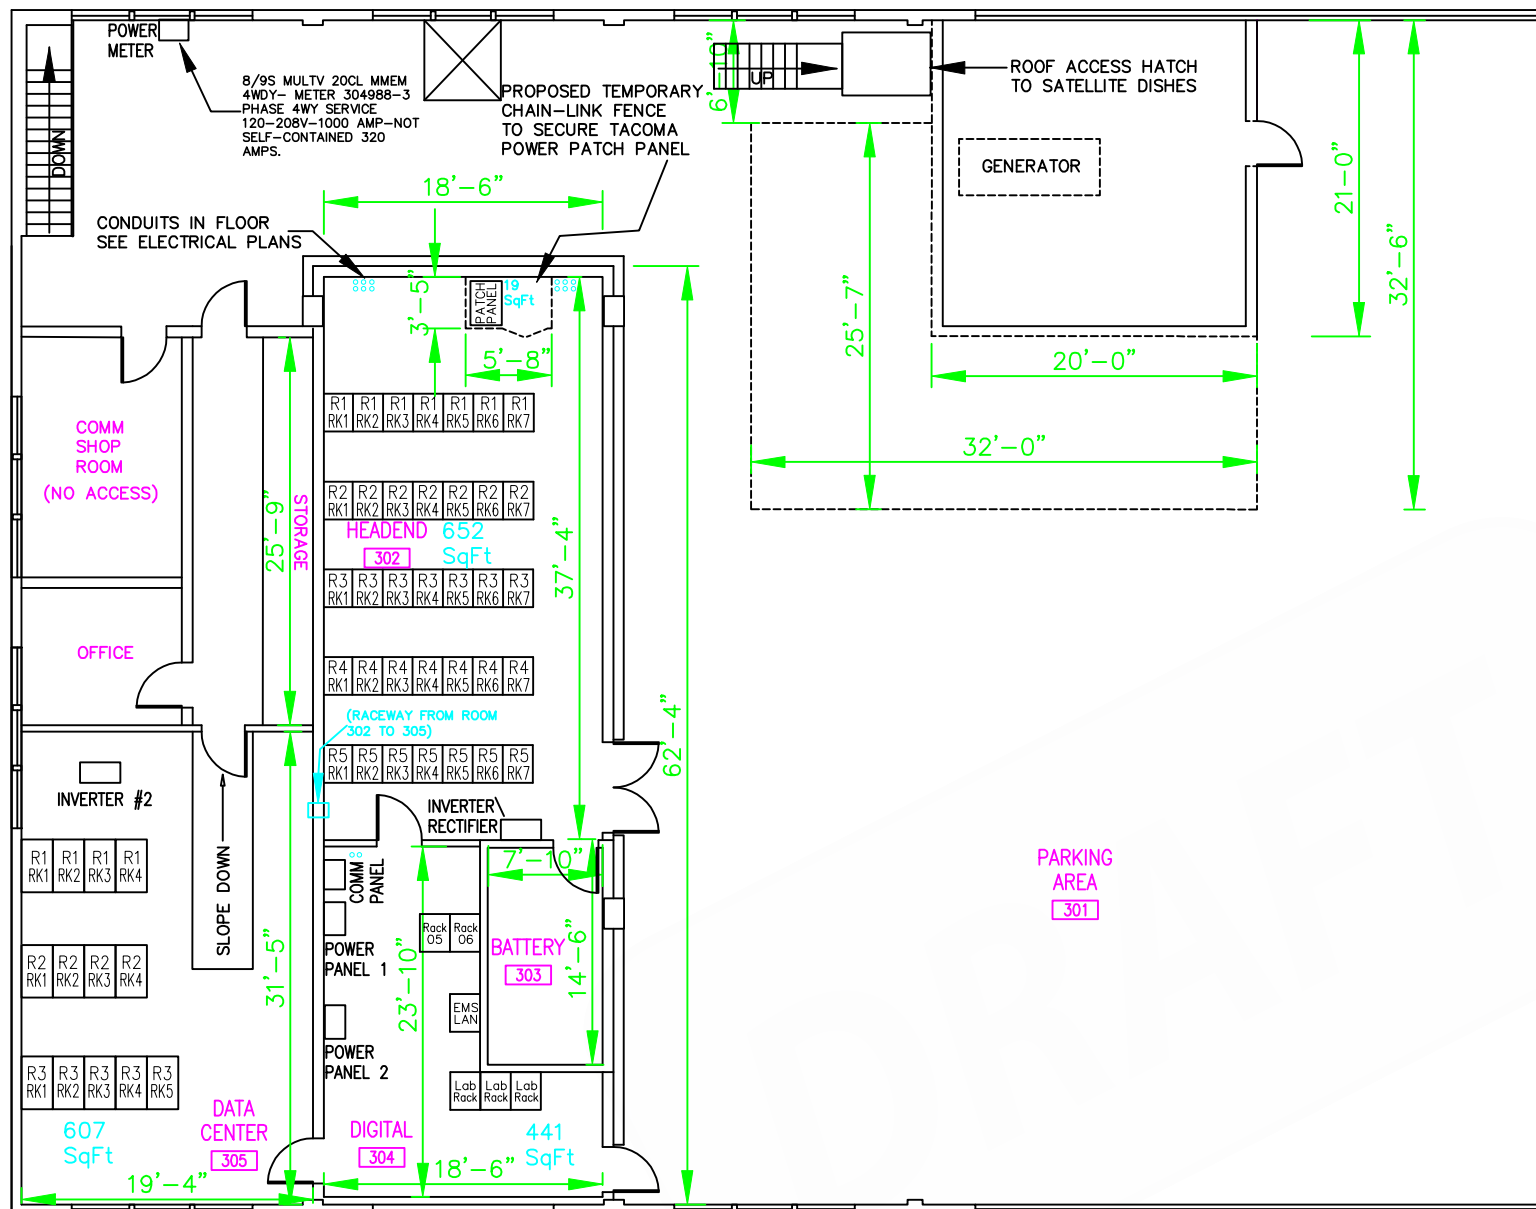 POWER
METER
8/9S MULTV 20CL MMEM
4WDY- METER 304988-3
PHASE 4WY SERVICE
120-208V-1000 AMP-NOT
SELF-CONTAINED 320
AMPS.
DOWN
PROPOSED TEMPORARY
CHAIN-LINK FENCE
TO SECURE TACOMA
POWER PATCH PANEL
6'-10"
UP
ROOF ACCESS HATCH
TO SATELLITE DISHES
GENERATOR
21'-0"
32'-6"
25'-7"
20'-0"
32'-0"
18'-6"
CONDUITS IN FLOOR
SEE ELECTRICAL PLANS
3'-5"
PATCH
PANEL
19
SqFt
5'-8"
COMM
SHOP
ROOM
(NO ACCESS)
25'-9"
STORAGE
OFFICE
R1 R1 R1 R1 R1 R1 R1
RK1 RK2 RK3 RK4 RK5 RK6 RK7
R2 R2 R2 R2 R2 R2 R2
RK1 RK2 RK3 RK4 RK5 RK6 RK7
HEADEND
302
652
SqFt
37'-4"
R3 R3 R3 R3 R3 R3 R3
RK1 RK2 RK3 RK4 RK5 RK6 RK7
R4 R4 R4 R4 R4 R4 R4
RK1 RK2 RK3 RK4 RK5 RK6 RK7
62'-4"
(RACEWAY FROM ROOM
302 TO 305)
R5 R5 R5 R5 R5 R5 R5
RK1 RK2 RK3 RK4 RK5 RK6 RK7
INVERTER #2
INVERTER
RECTIFIER
SLOPE DOWN
R1 R1 R1 R1
RK1 RK2 RK3 RK4
R2 R2 R2 R2
RK1 RK2 RK3 RK4
R3 R3 R3 R3 R3
RK1 RK2 RK3 RK4 RK5
31'-5"
607
SqFt
DATA
CENTER
305
19'-4"
COMM
PANEL
POWER
PANEL 1
23'-10"
Rack
05
Rack
06
7'-10"
BATTERY
303
14'-6"
EMS
LAN
POWER
PANEL 2
Lab Lab Lab
Rack Rack Rack
DIGITAL
304
441
SqFt
18'-6"
PARKING
AREA
301